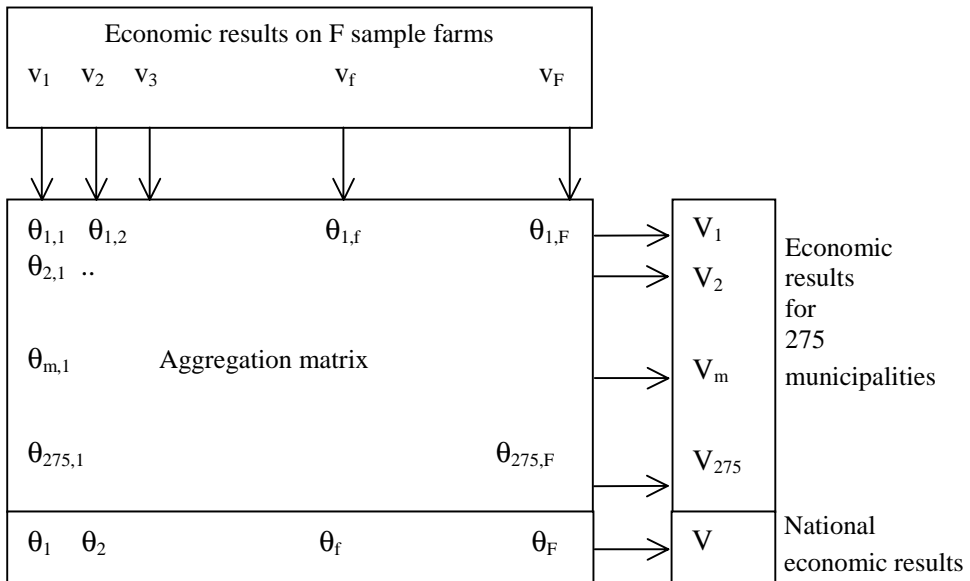 Economic results on F sample farms
v₁ v₂ v₃ v_f v_F
θ₁,₁ θ₁,₂ θ₁,f θ₁,F V₁
θ₂,₁ .. V₂
Economic
results
for
275
municipalities
θm,₁ Aggregation matrix Vm
θ₂₇₅,₁ θ₂₇₅,F V₂₇₅
θ₁ θ₂ θf θF V
National
economic results